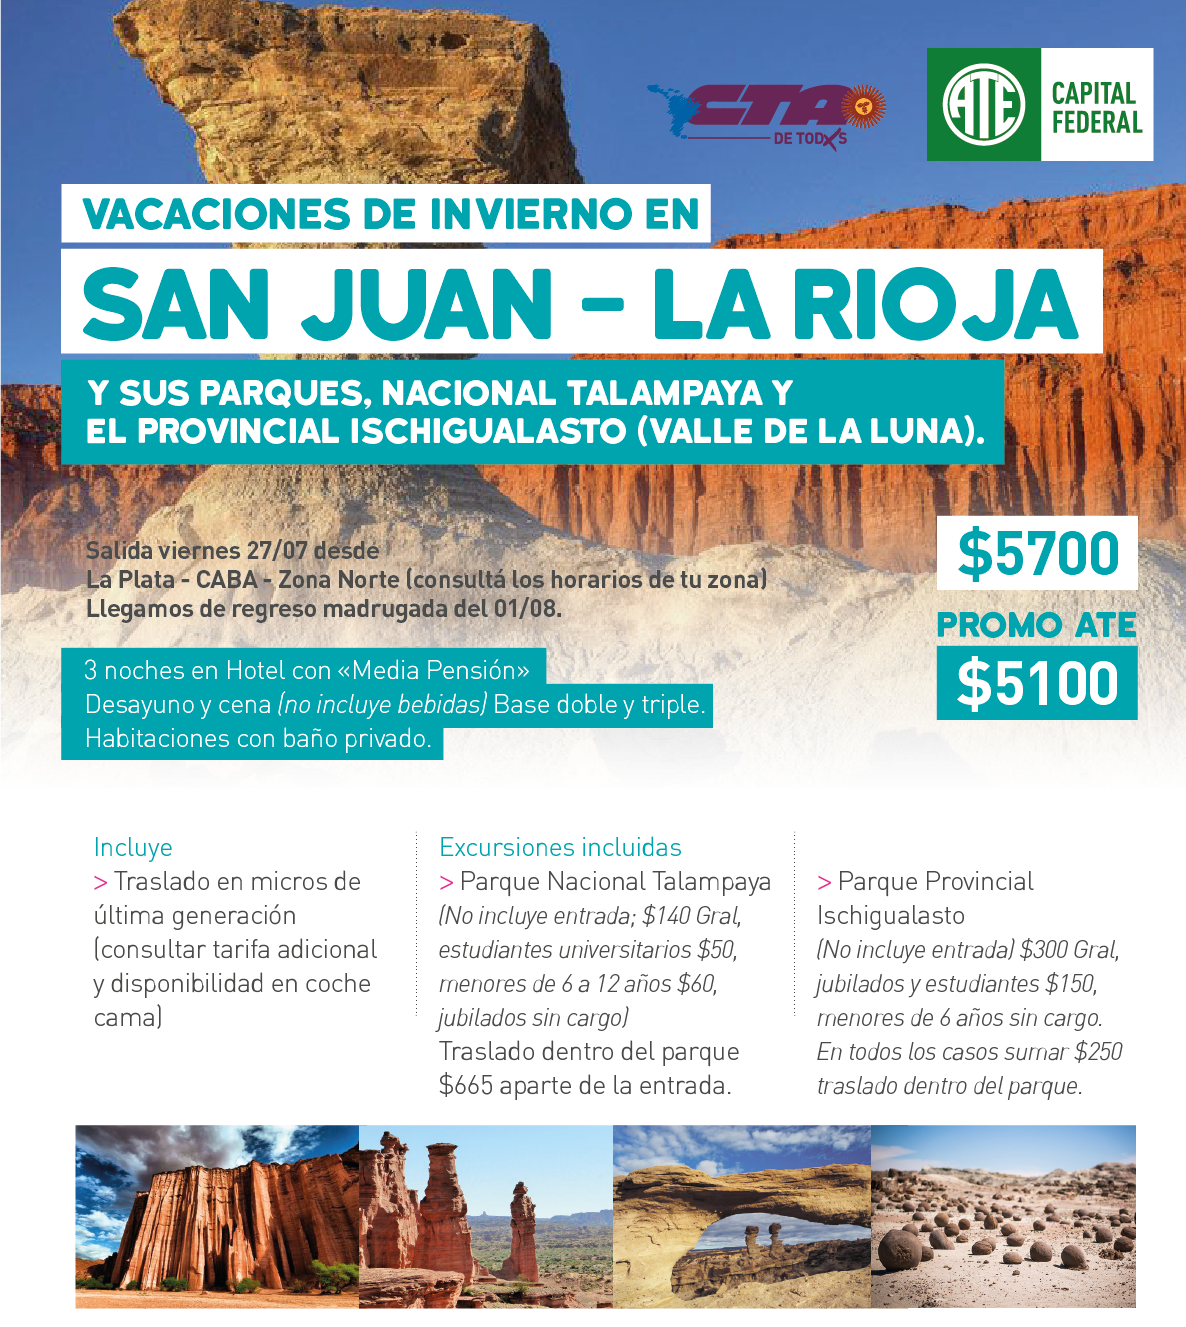 CTA
DE TODXS
ATE
CAPITAL
FEDERAL
VACACIONES DE INVIERNO EN
SAN JUAN – LA RIOJA
Y SUS PARQUES, NACIONAL TALAMPAYA Y
EL PROVINCIAL ISCHIGUALASTO (VALLE DE LA LUNA).
Salida viernes 27/07 desde
La Plata - CABA - Zona Norte (consultá los horarios de tu zona)
Llegamos de regreso madrugada del 01/08.
$5700
PROMO ATE
$5100
3 noches en Hotel con «Media Pensión»
Desayuno y cena (no incluye bebidas) Base doble y triple.
Habitaciones con baño privado.
Incluye
> Traslado en micros de
última generación
(consultar tarifa adicional
y disponibilidad en coche
cama)
Excursiones incluidas
> Parque Nacional Talampaya
(No incluye entrada; $140 Gral,
estudiantes universitarios $50,
menores de 6 a 12 años $60,
jubilados sin cargo)
Traslado dentro del parque
$665 aparte de la entrada.
> Parque Provincial
Ischigualasto
(No incluye entrada) $300 Gral,
jubilados y estudiantes $150,
menores de 6 años sin cargo.
En todos los casos sumar $250
traslado dentro del parque.